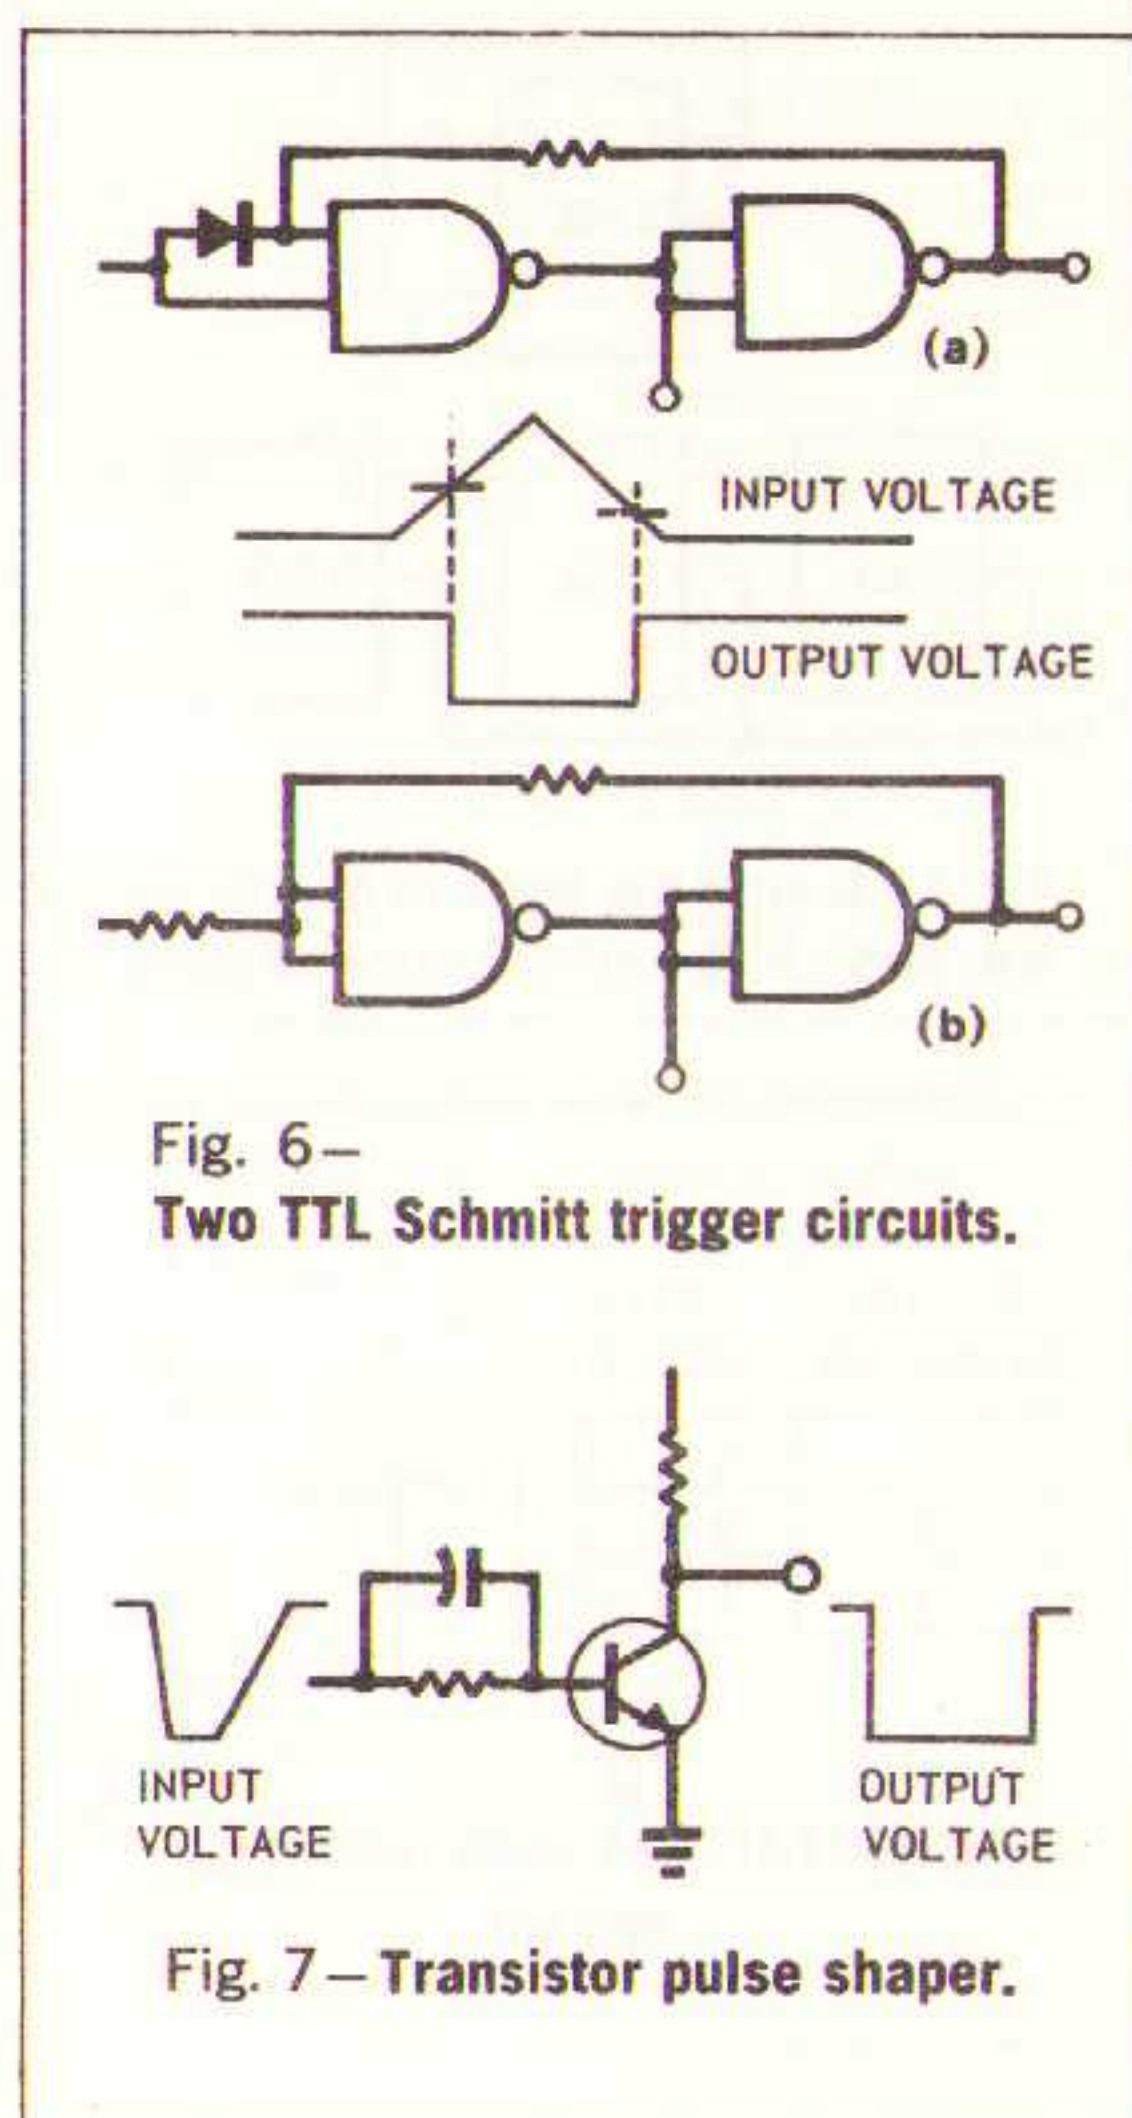 (a)
INPUT VOLTAGE
OUTPUT VOLTAGE
(b)
Fig. 6–
Two TTL Schmitt trigger circuits.
INPUT
VOLTAGE
OUTPUT
VOLTAGE
Fig. 7–Transistor pulse shaper.